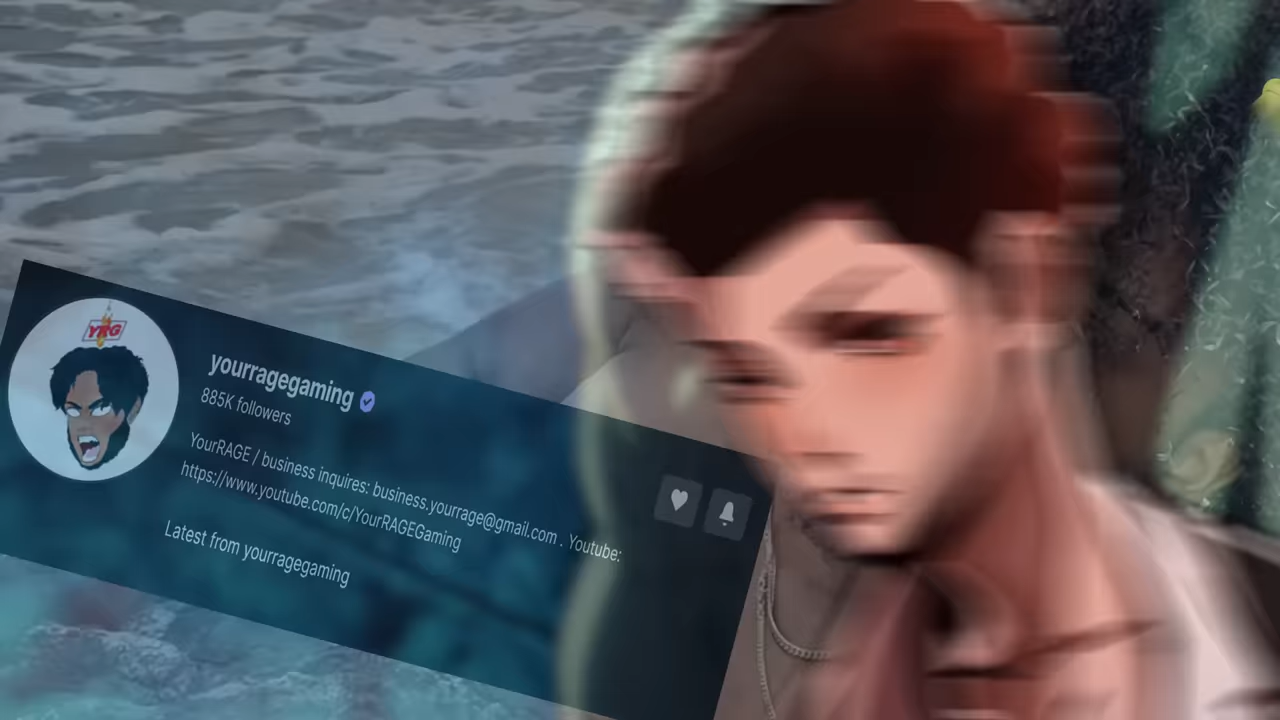 YRG
yourragegaming
885K followers
YourRAGE / business inquires: business.yourrage@gmail.com . Youtube:
https://www.youtube.com/c/YourRAGEGaming
Latest from yourragegaming